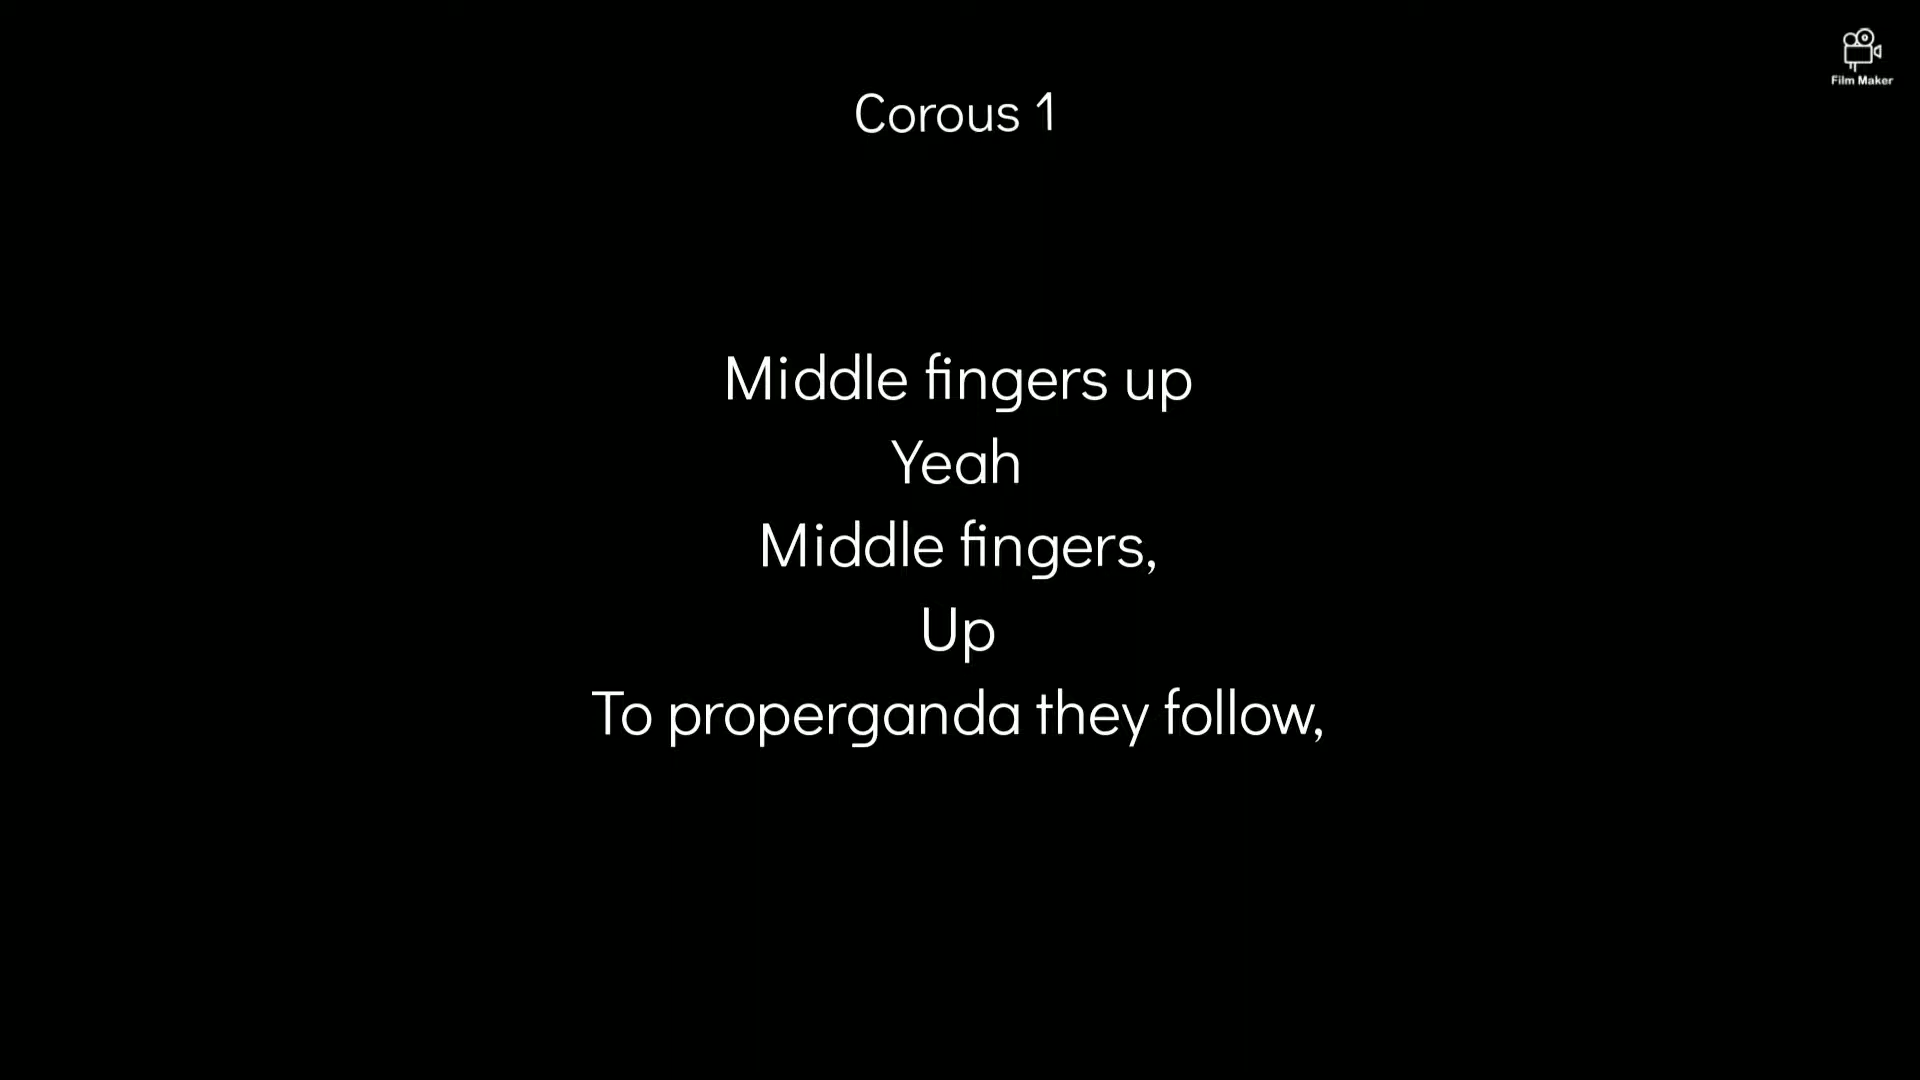 Film Maker
Corous 1
Middle fingers up
Yeah
Middle fingers,
Up
To properganda they follow,